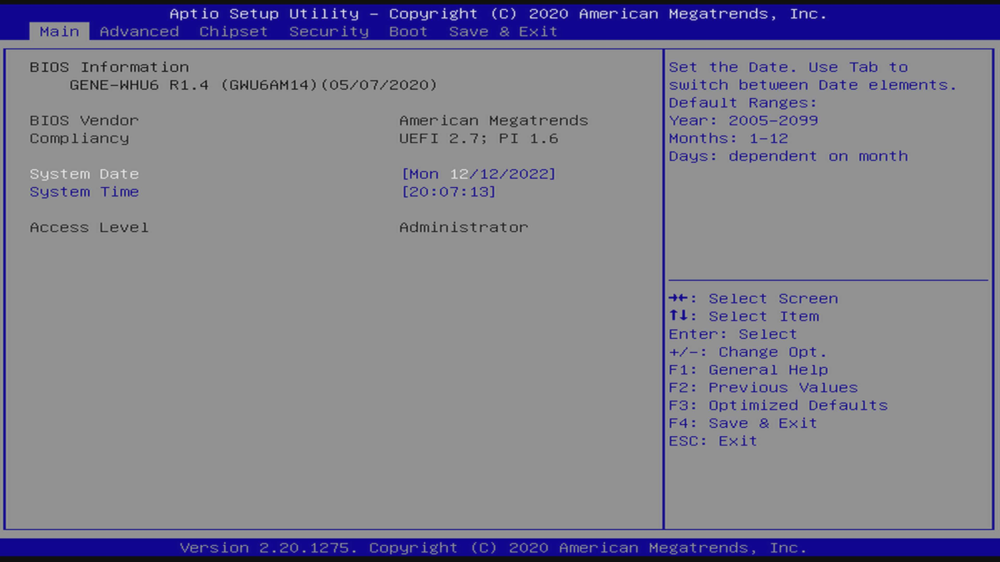 Aptio Setup Utility – Copyright (C) 2020 American Megatrends, Inc.
Main Advanced Chipset Security Boot Save & Exit
BIOS Information
GENE-WHU6 R1.4 (GWU6AM14)(05/07/2020)
BIOS Vendor American Megatrends
Compliancy UEFI 2.7; PI 1.6
System Date [Mon 12/12/2022]
System Time [20:07:13]
Access Level Administrator
Set the Date. Use Tab to
switch between Date elements.
Default Ranges:
Year: 2005-2099
Months: 1-12
Days: dependent on month
→←: Select Screen
↑↓: Select Item
Enter: Select
+/-: Change Opt.
F1: General Help
F2: Previous Values
F3: Optimized Defaults
F4: Save & Exit
ESC: Exit
Version 2.20.1275. Copyright (C) 2020 American Megatrends, Inc.